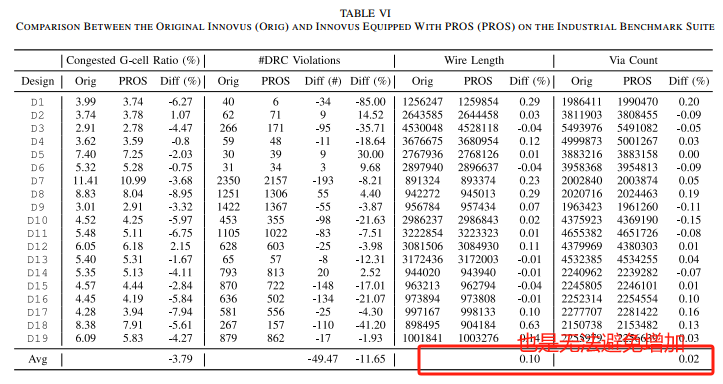 TABLE VI
COMPARISON BETWEEN THE ORIGINAL INNOVUS (ORIG) AND INNOVUS EQUIPPED WITH PROS (PROS) ON THE INDUSTRIAL BENCHMARK SUITE
Congested G-cell Ratio (%) #DRC Violations Wire Length Via Count
Design Orig PROS Diff (%) Orig PROS Diff (#) Diff (%) Orig PROS Diff (%) Orig PROS Diff (%)
D1 3.99 3.74 -6.27 40 6 -34 -85.00 1256247 1259854 0.29 1986411 1990470 0.20
D2 3.74 3.78 1.07 62 71 9 14.52 2643585 2644458 0.03 3811903 3808455 -0.09
D3 2.91 2.78 -4.47 266 171 -95 -35.71 4530048 4528118 -0.04 5493976 5491082 -0.05
D4 3.62 3.59 -0.8 59 48 -11 -18.64 3676675 3680954 0.12 4999873 5001267 0.03
D5 7.40 7.25 -2.03 30 39 9 30.00 2767936 2768126 0.01 3883216 3883158 0.00
D6 5.32 5.28 -0.75 31 34 3 9.68 2897940 2896637 -0.04 3958368 3954813 -0.09
D7 11.41 10.99 -3.68 2350 2157 -193 -8.21 891324 893374 0.23 2002840 2003874 0.05
D8 8.83 8.04 -8.95 1251 1306 55 4.40 942272 945013 0.29 2020716 2024463 0.19
D9 3.01 2.91 -3.32 1422 1367 -55 -3.87 956784 957434 0.07 1963423 1961260 -0.11
D10 4.52 4.25 -5.97 453 355 -98 -21.63 2986237 2986843 0.02 4375923 4369190 -0.15
D11 5.48 5.11 -6.75 1105 1022 -83 -7.51 3222854 3223323 0.01 4655382 4651726 -0.08
D12 6.05 6.18 2.15 628 603 -25 -3.98 3081506 3084930 0.11 4379969 4380303 0.01
D13 5.40 5.31 -1.67 65 57 -8 -12.31 3172436 3172003 -0.01 4532385 4534255 0.04
D14 5.35 5.13 -4.11 793 813 20 2.52 944020 943940 -0.01 2240962 2239282 -0.07
D15 4.57 4.44 -2.84 870 722 -148 -17.01 963213 962794 -0.04 2245805 2246101 0.01
D16 4.45 4.19 -5.84 636 502 -134 -21.07 973894 973808 -0.01 2252314 2254554 0.10
D17 4.28 3.94 -7.94 581 556 -25 -4.30 997167 998133 0.10 2277707 2281422 0.16
D18 8.38 7.91 -5.61 267 157 -110 -41.20 898495 904184 0.63 2150738 2153482 0.13
D19 6.09 5.83 -4.27 879 862 -17 -1.93 1001841 1003276 0.03
也是无法避免增加
Avg -3.79 -49.47 -11.65 0.10 0.02